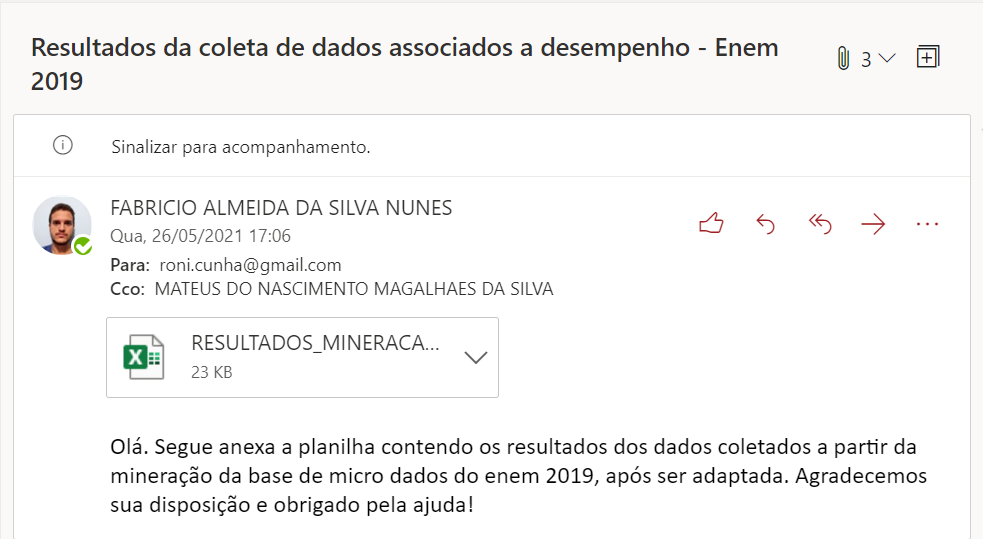 Resultados da coleta de dados associados a desempenho - Enem
2019
3
Sinalizar para acompanhamento.
FABRICIO ALMEIDA DA SILVA NUNES
Qua, 26/05/2021 17:06
Para: roni.cunha@gmail.com
Cco: MATEUS DO NASCIMENTO MAGALHAES DA SILVA
RESULTADOS_MINERACA...
23 KB
Olá. Segue anexa a planilha contendo os resultados dos dados coletados a partir da
mineração da base de micro dados do enem 2019, após ser adaptada. Agradecemos
sua disposição e obrigado pela ajuda!